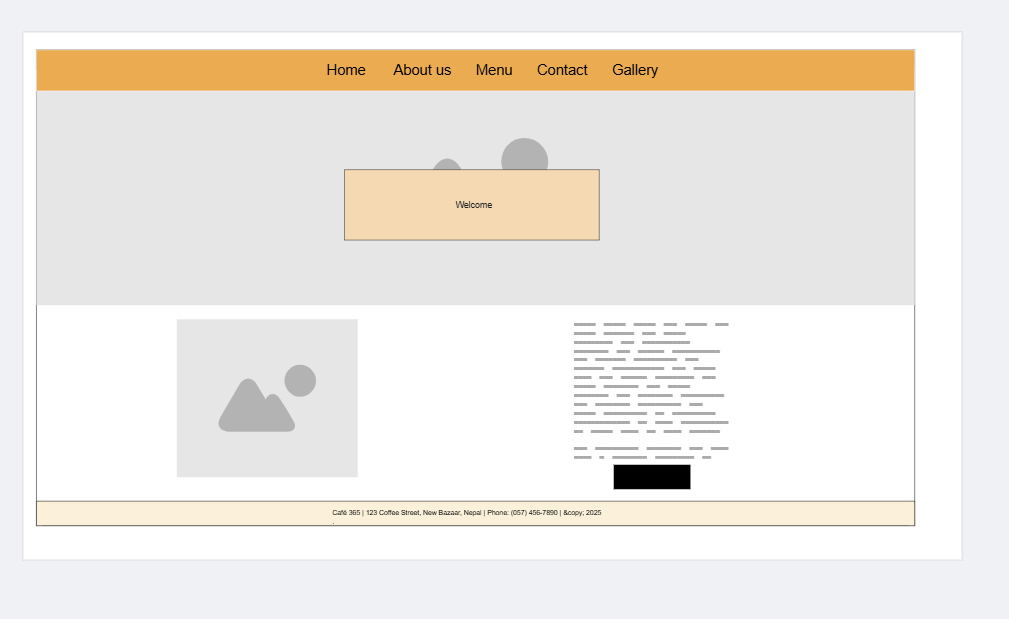 Home About us Menu Contact Gallery
Welcome
Café 365 | 123 Coffee Street, New Bazaar, Nepal | Phone: (057) 456-7890 | &copy; 2025
.